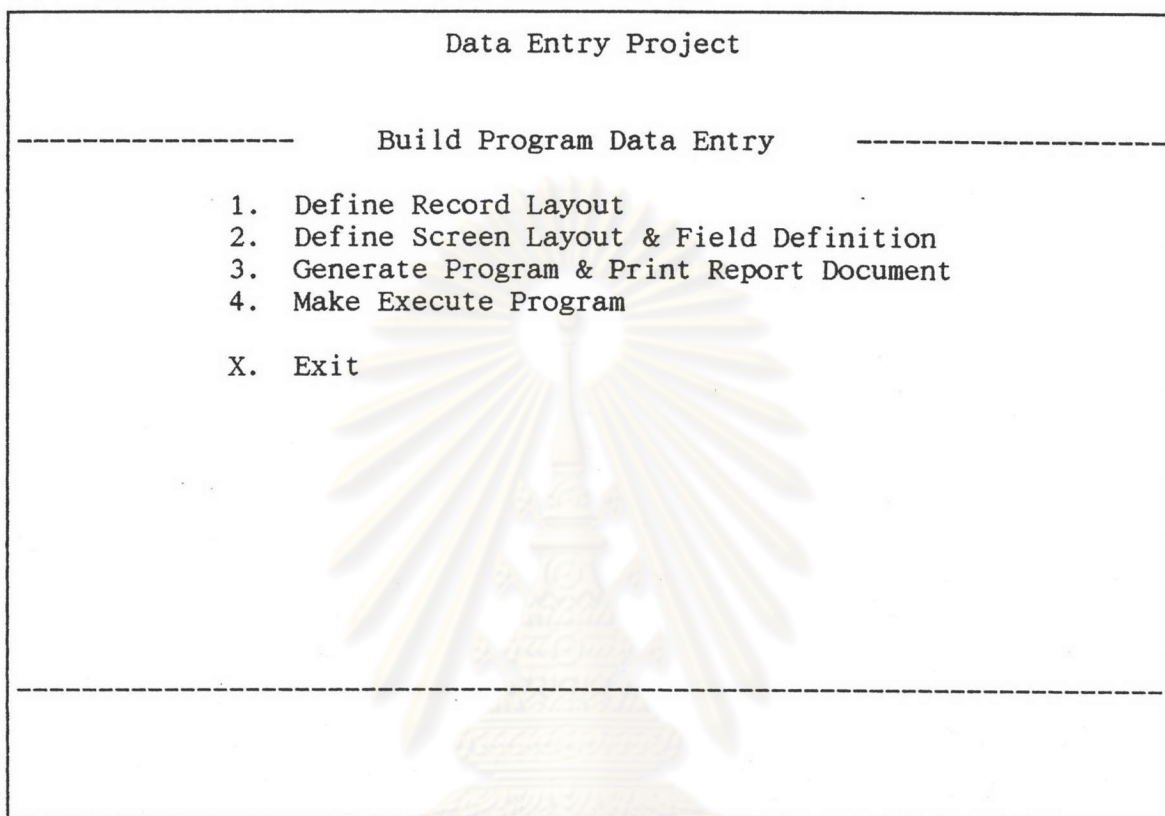 Data Entry Project
----------------- Build Program Data Entry -------------------
1. Define Record Layout
2. Define Screen Layout & Field Definition
3. Generate Program & Print Report Document
4. Make Execute Program
X. Exit